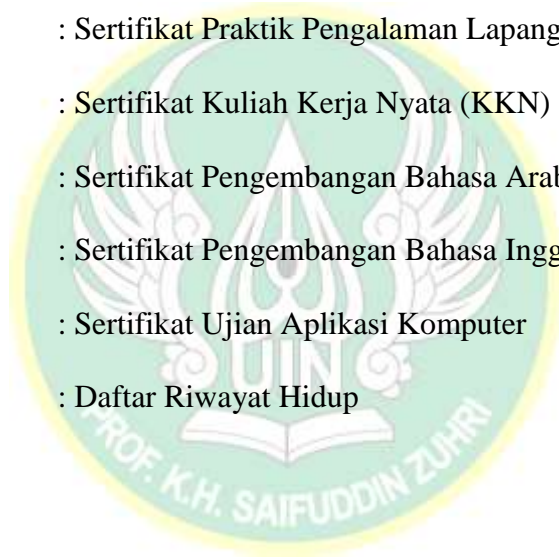 : Sertifikat Praktik Pengalaman Lapang
: Sertifikat Kuliah Kerja Nyata (KKN)
: Sertifikat Pengembangan Bahasa Arab
: Sertifikat Pengembangan Bahasa Ingg
: Sertifikat Ujian Aplikasi Komputer
: Daftar Riwayat Hidup
UIN
PROF. K.H. SAIFUDDIN ZUHRI